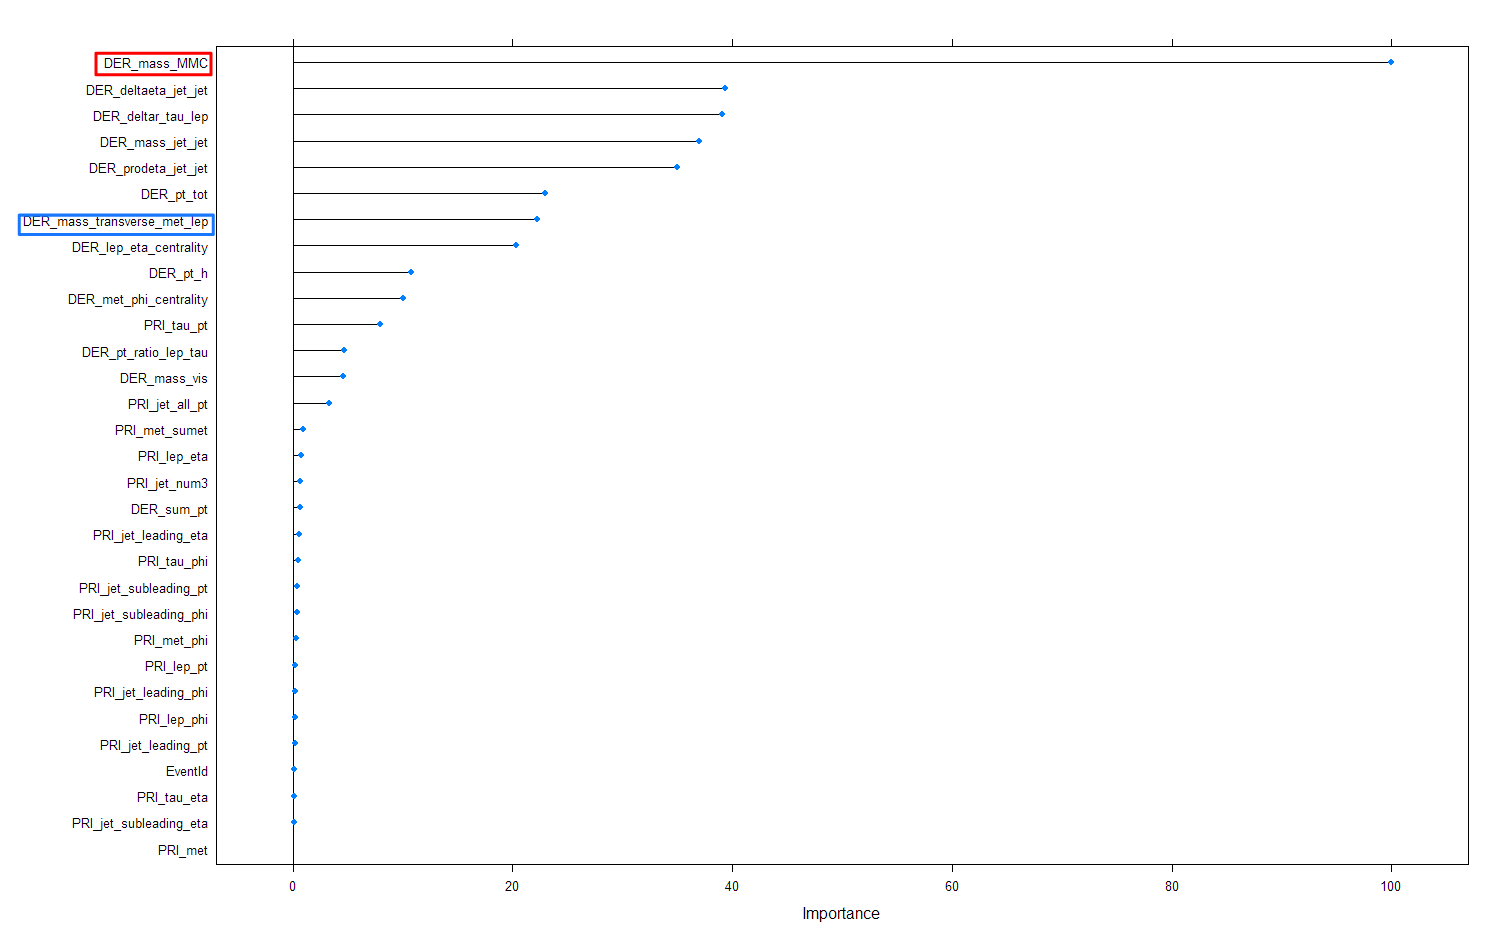 DER_mass_MMC
DER_deltaeta_jet_jet
DER_deltar_tau_lep
DER_mass_jet_jet
DER_prodeta_jet_jet
DER_pt_tot
DER_mass_transverse_met_lep
DER_lep_eta_centrality
DER_pt_h
DER_met_phi_centrality
PRI_tau_pt
DER_pt_ratio_lep_tau
DER_mass_vis
PRI_jet_all_pt
PRI_met_sumet
PRI_lep_eta
PRI_jet_num3
DER_sum_pt
PRI_jet_leading_eta
PRI_tau_phi
PRI_jet_subleading_pt
PRI_jet_subleading_phi
PRI_met_phi
PRI_lep_pt
PRI_jet_leading_phi
PRI_lep_phi
PRI_jet_leading_pt
EventId
PRI_tau_eta
PRI_jet_subleading_eta
PRI_met
0 20 40 60 80 100
Importance